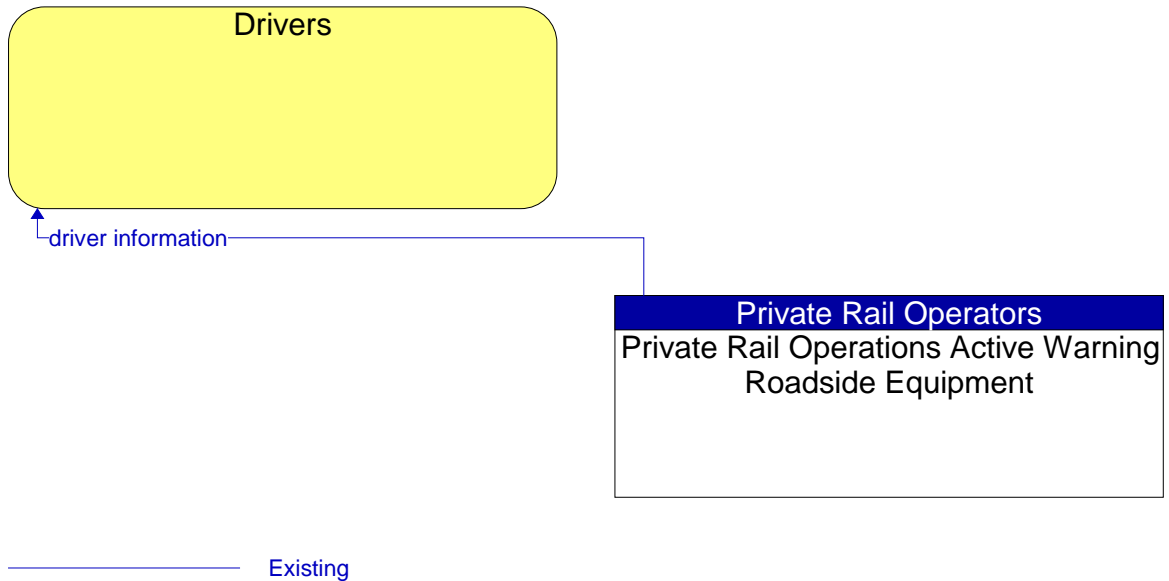 Drivers
driver information
Private Rail Operators
Private Rail Operations Active Warning
Roadside Equipment
Existing